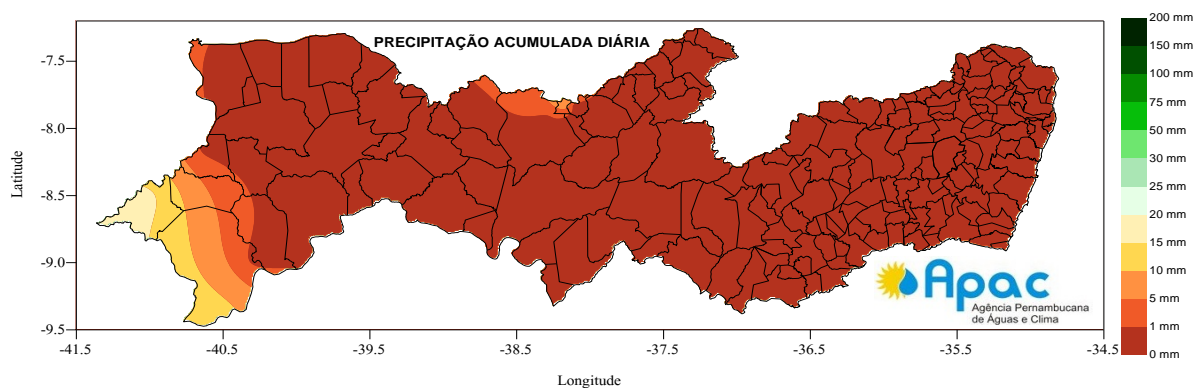 PRECIPITAÇÃO ACUMULADA DIÁRIA
Latitude
-7.5
-8.0
-8.5
-9.0
-9.5
-41.5
-40.5
-39.5
-38.5
-37.5
-36.5
-35.5
-34.5
Longitude
Apac
Agência Pernambucana
de Águas e Clima
200 mm
150 mm
100 mm
75 mm
50 mm
30 mm
25 mm
20 mm
15 mm
10 mm
5 mm
1 mm
0 mm